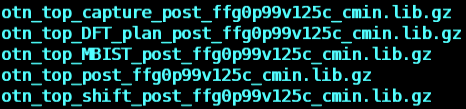 otn_top_capture_post_ffg0p99v125c_cmin.lib.gz
otn_top_DFT_plan_post_ffg0p99v125c_cmin.lib.gz
otn_top_MBIST_post_ffg0p99v125c_cmin.lib.gz
otn_top_post_ffg0p99v125c_cmin.lib.gz
otn_top_shift_post_ffg0p99v125c_cmin.lib.gz